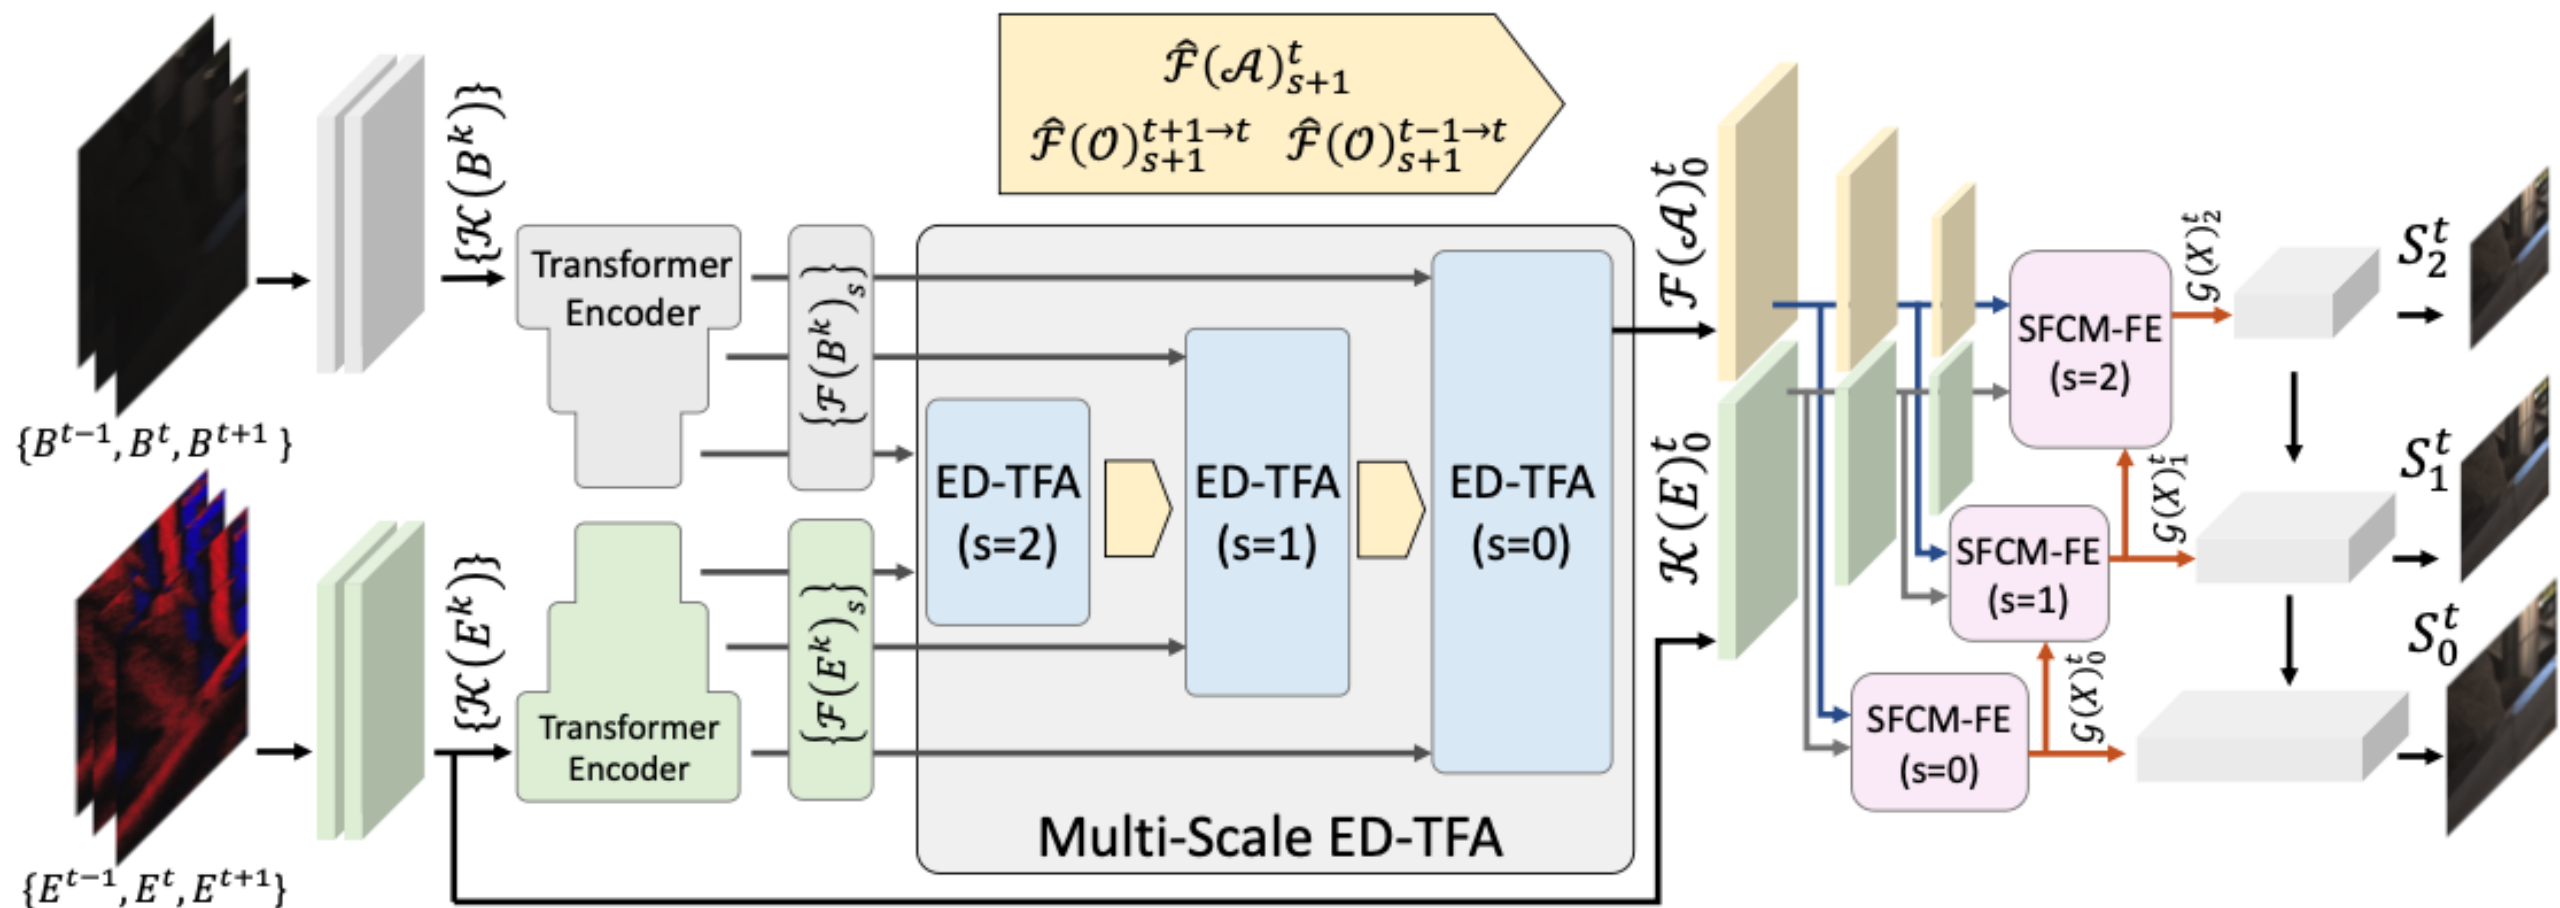 {B^{t-1}, B^t, B^{t+1}}
{E^{t-1}, E^t, E^{t+1}}
{𝒦(B^k)}
{𝒦(E^k)}
Transformer
Encoder
Transformer
Encoder
{ℱ(B^k)_s}
{ℱ(E^k)_s}
ℱ̂(𝒜)^t_{s+1}
ℱ̂(𝒪)^{t+1→t}_{s+1} ℱ̂(𝒪)^{t-1→t}_{s+1}
ED-TFA
(s=2)
ED-TFA
(s=1)
ED-TFA
(s=0)
Multi-Scale ED-TFA
ℱ(𝒜)^t_0
𝒦(E)^t_0
SFCM-FE
(s=2)
SFCM-FE
(s=1)
SFCM-FE
(s=0)
𝒢(X)^t_2
𝒢(X)^t_1
𝒢(X)^t_0
S^t_2
S^t_1
S^t_0